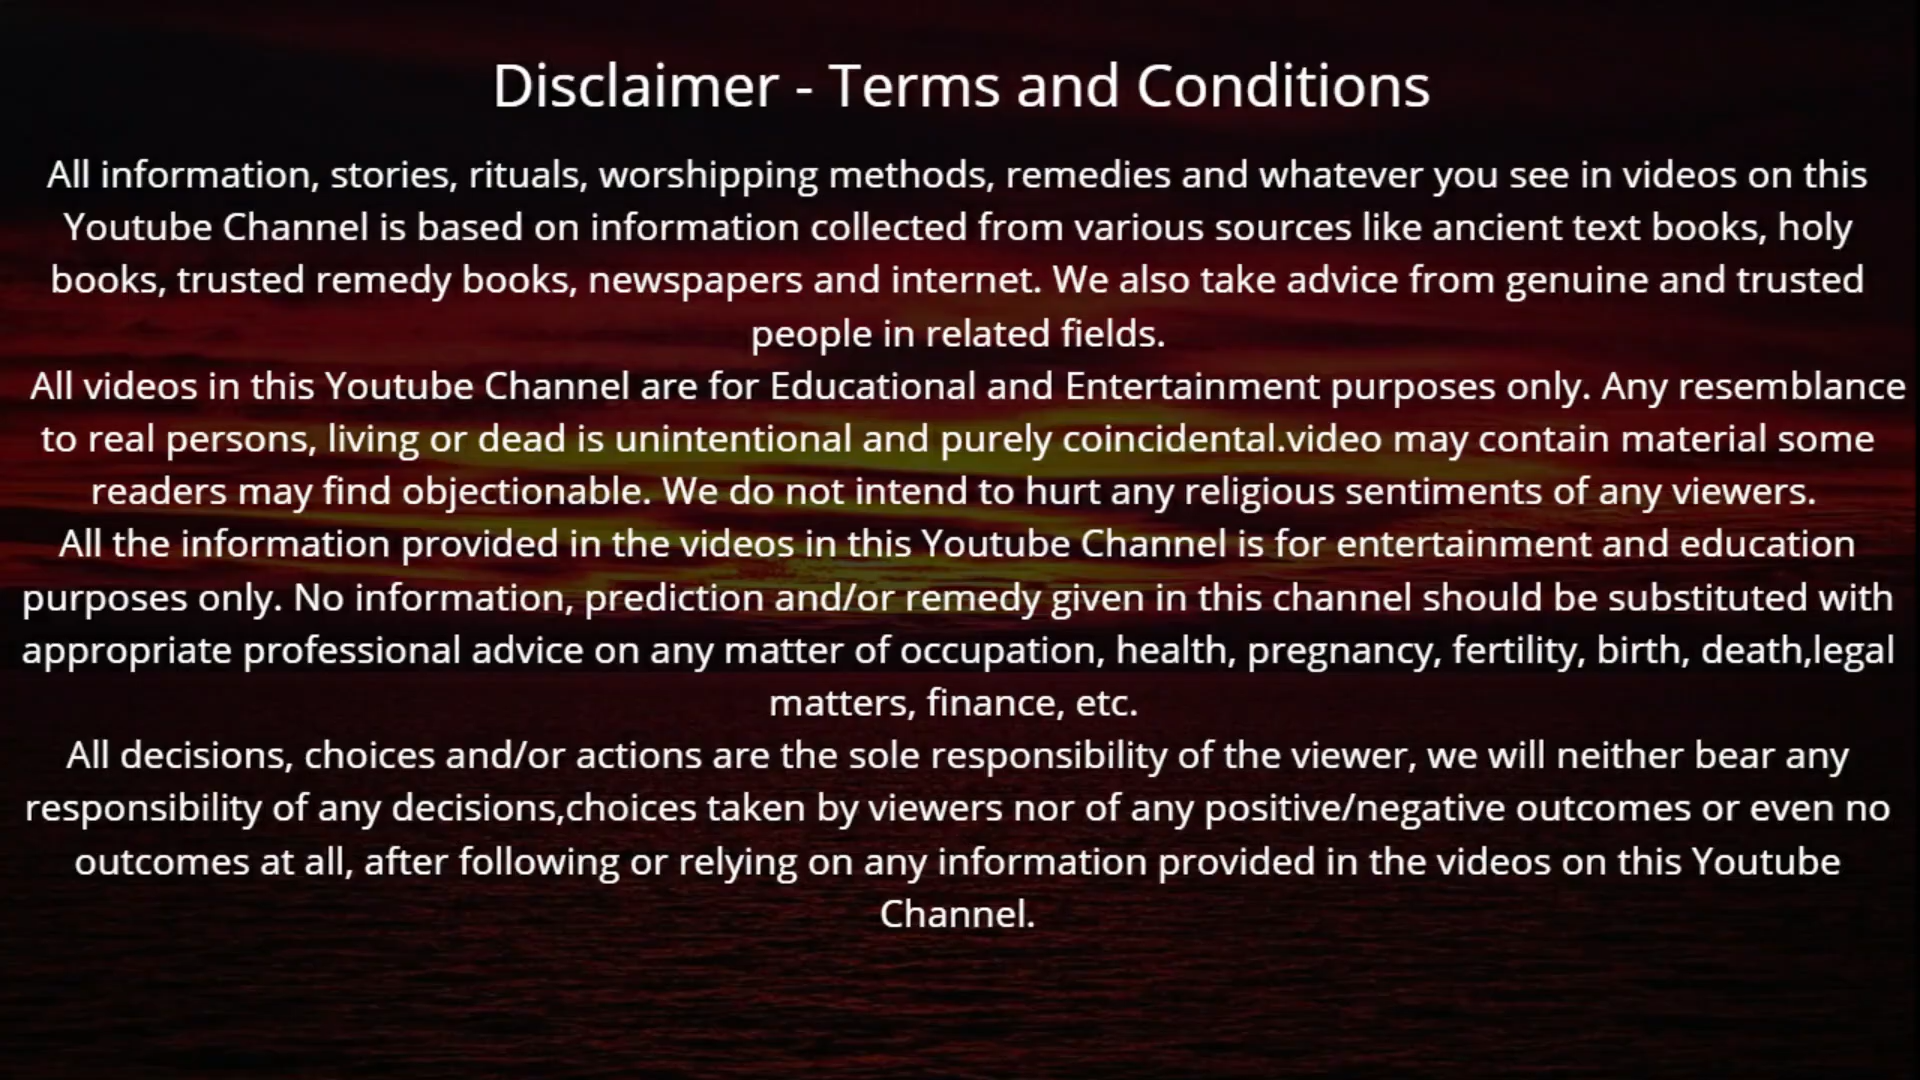 Disclaimer - Terms and Conditions
All information, stories, rituals, worshipping methods, remedies and whatever you see in videos on this
Youtube Channel is based on information collected from various sources like ancient text books, holy
books, trusted remedy books, newspapers and internet. We also take advice from genuine and trusted
people in related fields.
All videos in this Youtube Channel are for Educational and Entertainment purposes only. Any resemblance
to real persons, living or dead is unintentional and purely coincidental.video may contain material some
readers may find objectionable. We do not intend to hurt any religious sentiments of any viewers.
All the information provided in the videos in this Youtube Channel is for entertainment and education
purposes only. No information, prediction and/or remedy given in this channel should be substituted with
appropriate professional advice on any matter of occupation, health, pregnancy, fertility, birth, death,legal
matters, finance, etc.
All decisions, choices and/or actions are the sole responsibility of the viewer, we will neither bear any
responsibility of any decisions,choices taken by viewers nor of any positive/negative outcomes or even no
outcomes at all, after following or relying on any information provided in the videos on this Youtube
Channel.